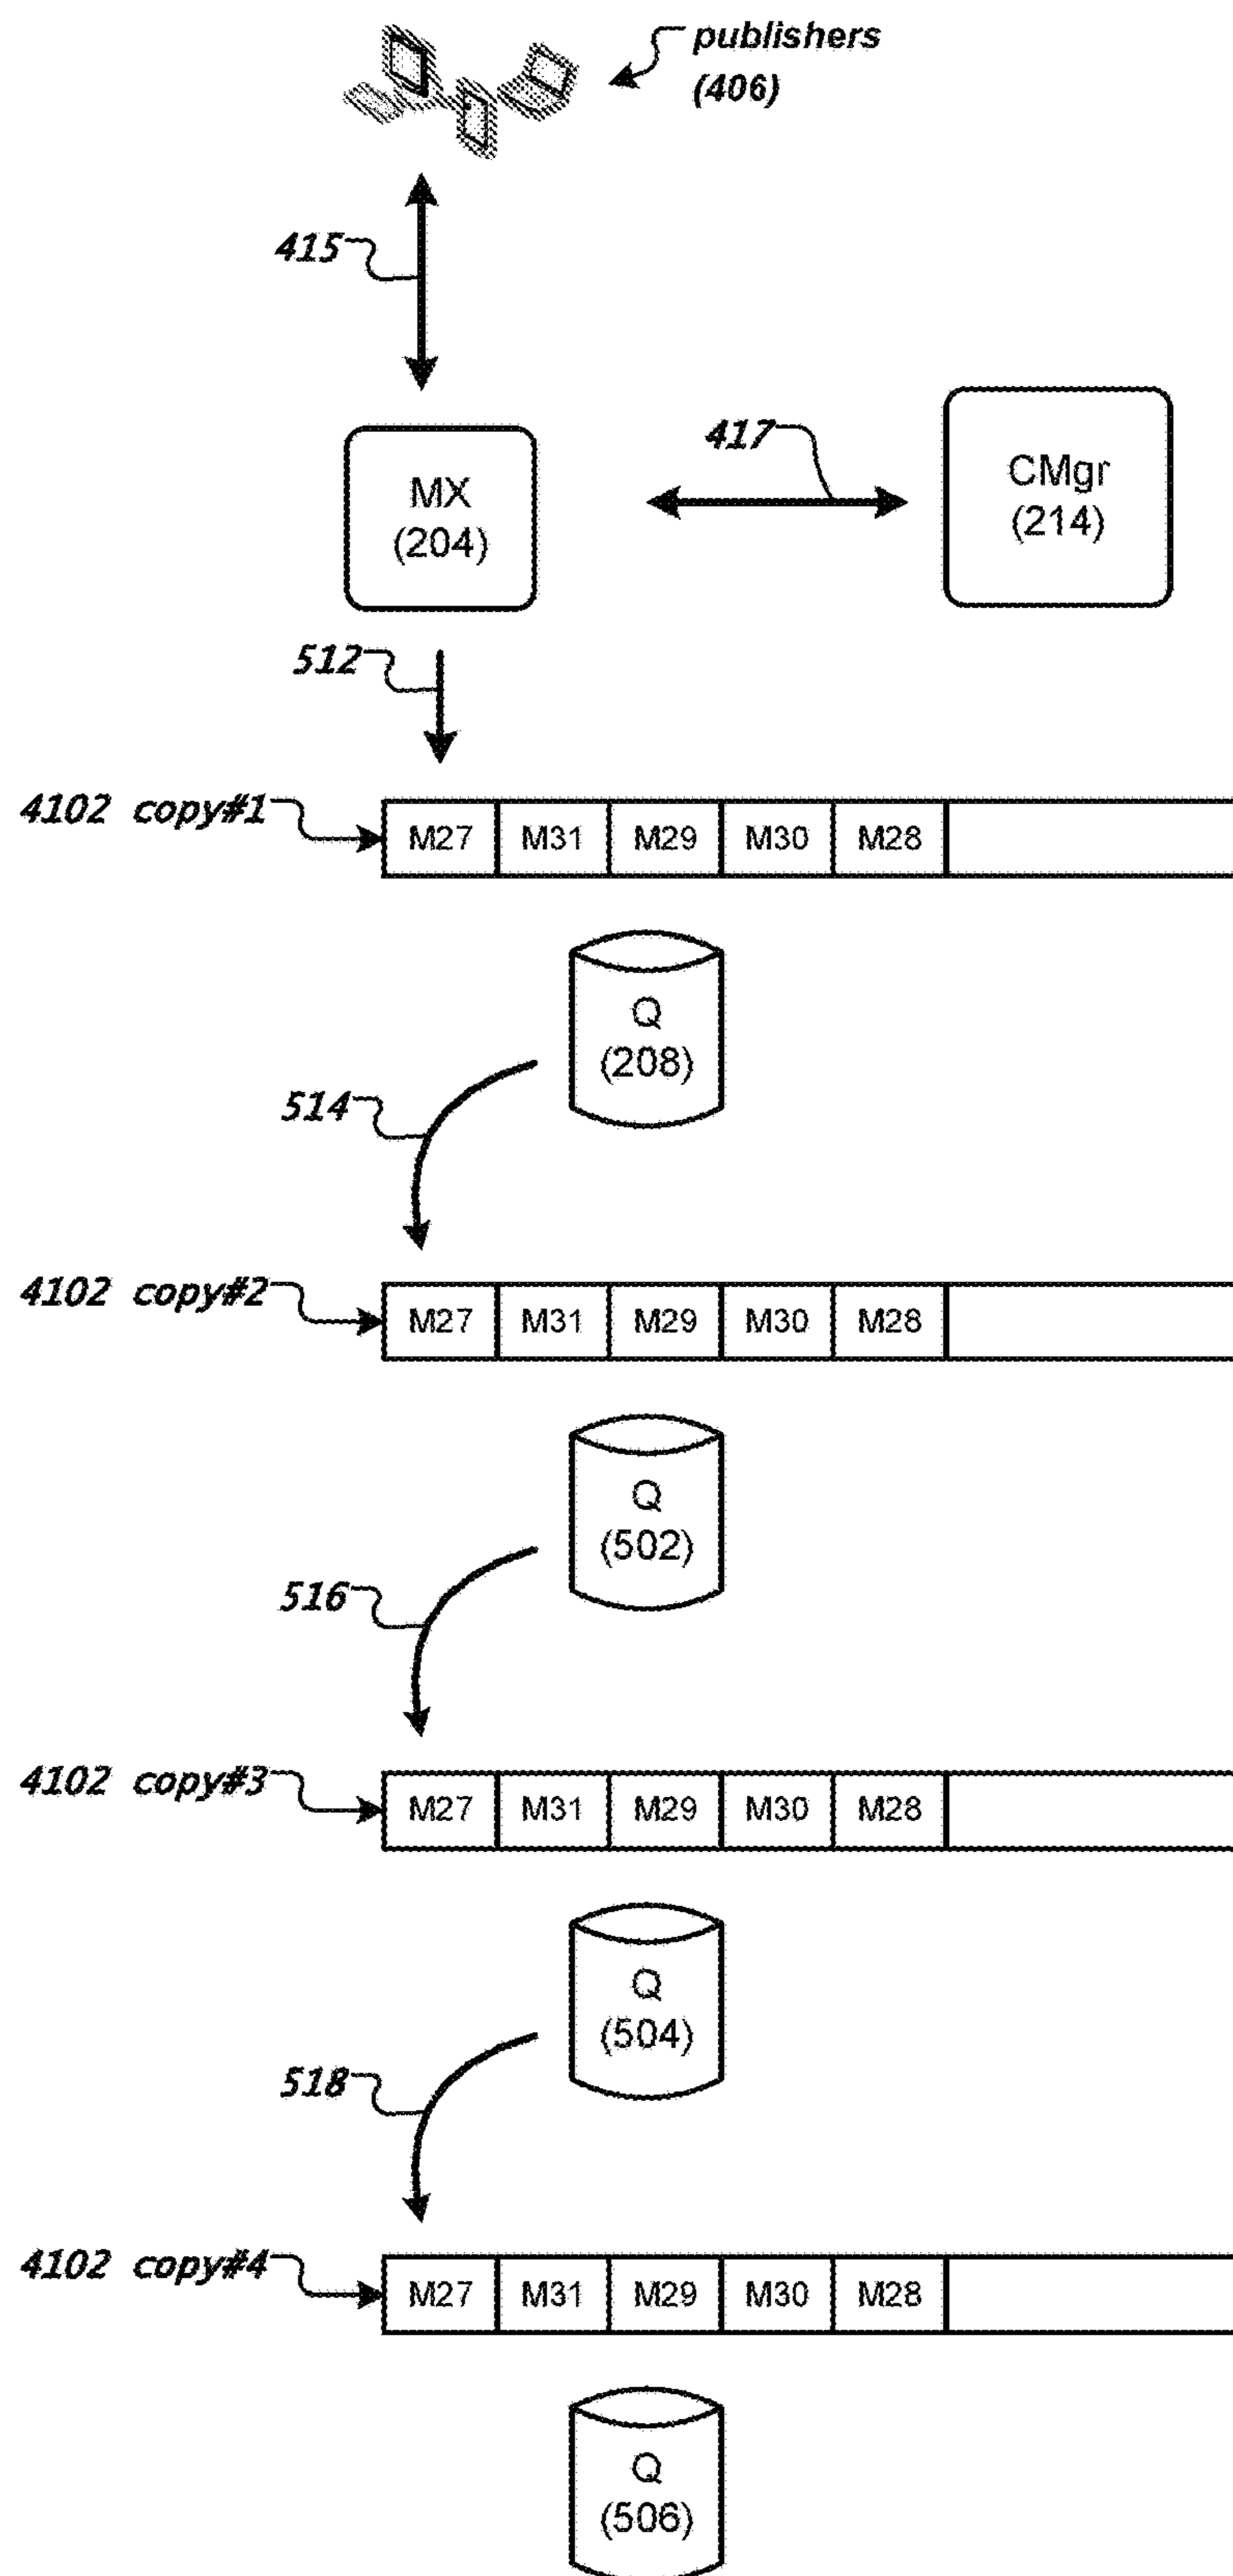 publishers
(406)
415
417
MX
(204)
CMgr
(214)
512
4102 copy#1
M27 M31 M29 M30 M28
Q
(208)
514
4102 copy#2
M27 M31 M29 M30 M28
Q
(502)
516
4102 copy#3
M27 M31 M29 M30 M28
Q
(504)
518
4102 copy#4
M27 M31 M29 M30 M28
Q
(506)